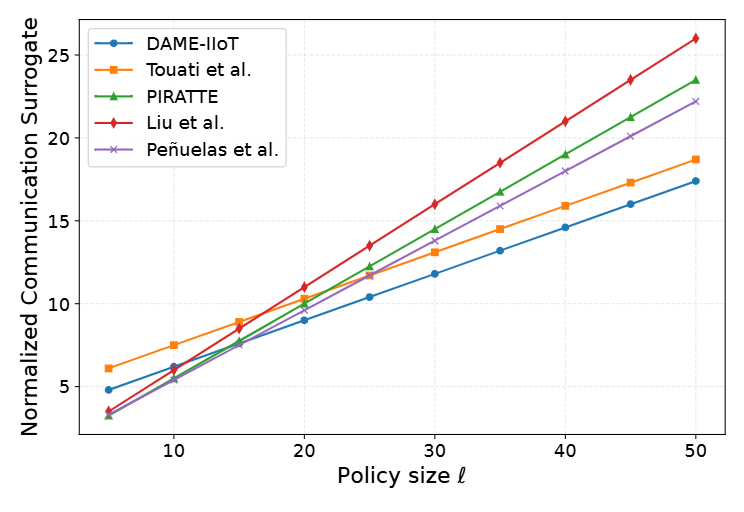 Normalized Communication Surrogate
25
20
15
10
5
DAME-IIoT
Touati et al.
PIRATTE
Liu et al.
Peñuelas et al.
10 20 30 40 50
Policy size ℓ